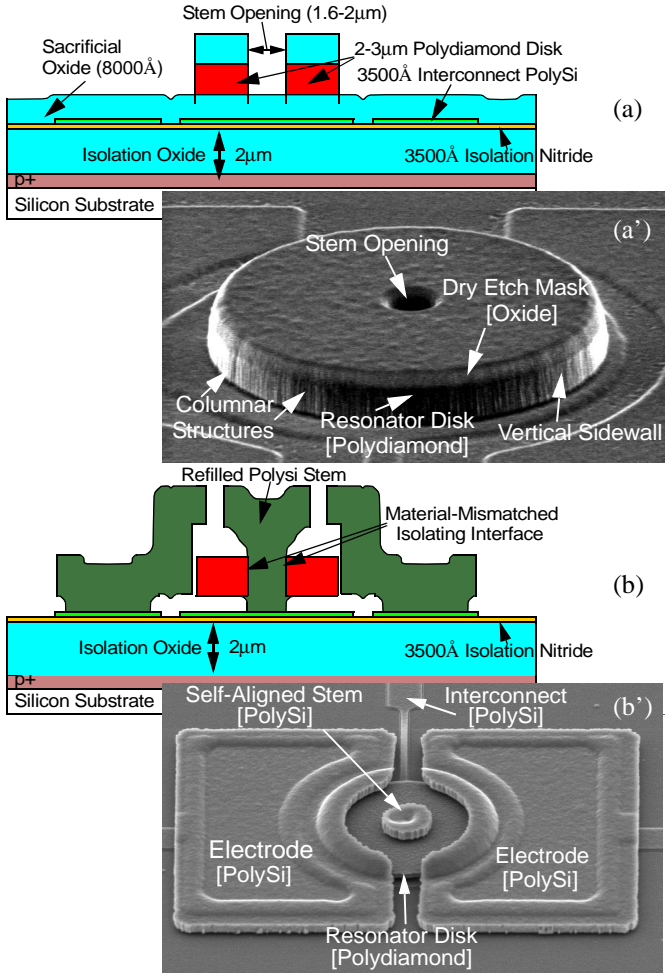 Stem Opening (1.6-2µm)
Sacrificial
Oxide (8000Å)
2-3µm Polydiamond Disk
3500Å Interconnect PolySi
(a)
Isolation Oxide
2µm
3500Å Isolation Nitride
p+
Silicon Substrate
(a')
Stem Opening
Dry Etch Mask
[Oxide]
Columnar
Structures
Resonator Disk
[Polydiamond]
Vertical Sidewall
Refilled Polysi Stem
Material-Mismatched
Isolating Interface
(b)
Isolation Oxide
2µm
3500Å Isolation Nitride
p+
Silicon Substrate
Self-Aligned Stem
[PolySi]
Interconnect
[PolySi]
(b')
Electrode
[PolySi]
Electrode
[PolySi]
Resonator Disk
[Polydiamond]